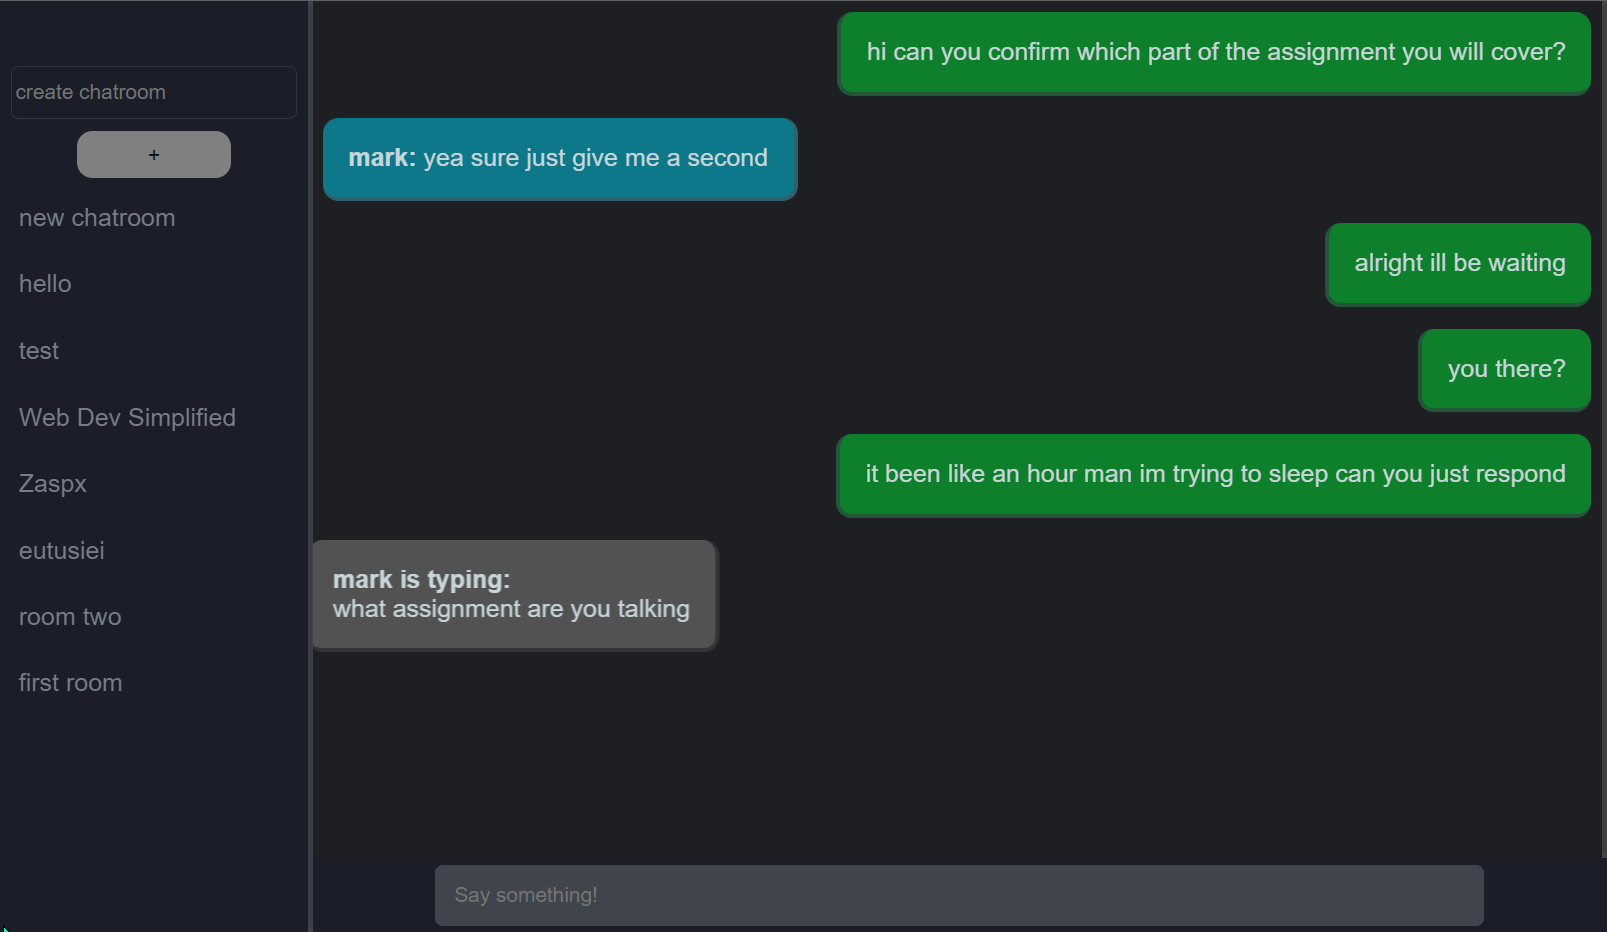 create chatroom
+
new chatroom
hello
test
Web Dev Simplified
Zaspx
eutusiei
room two
first room
hi can you confirm which part of the assignment you will cover?
mark: yea sure just give me a second
alright ill be waiting
you there?
it been like an hour man im trying to sleep can you just respond
mark is typing:
what assignment are you talking
Say something!